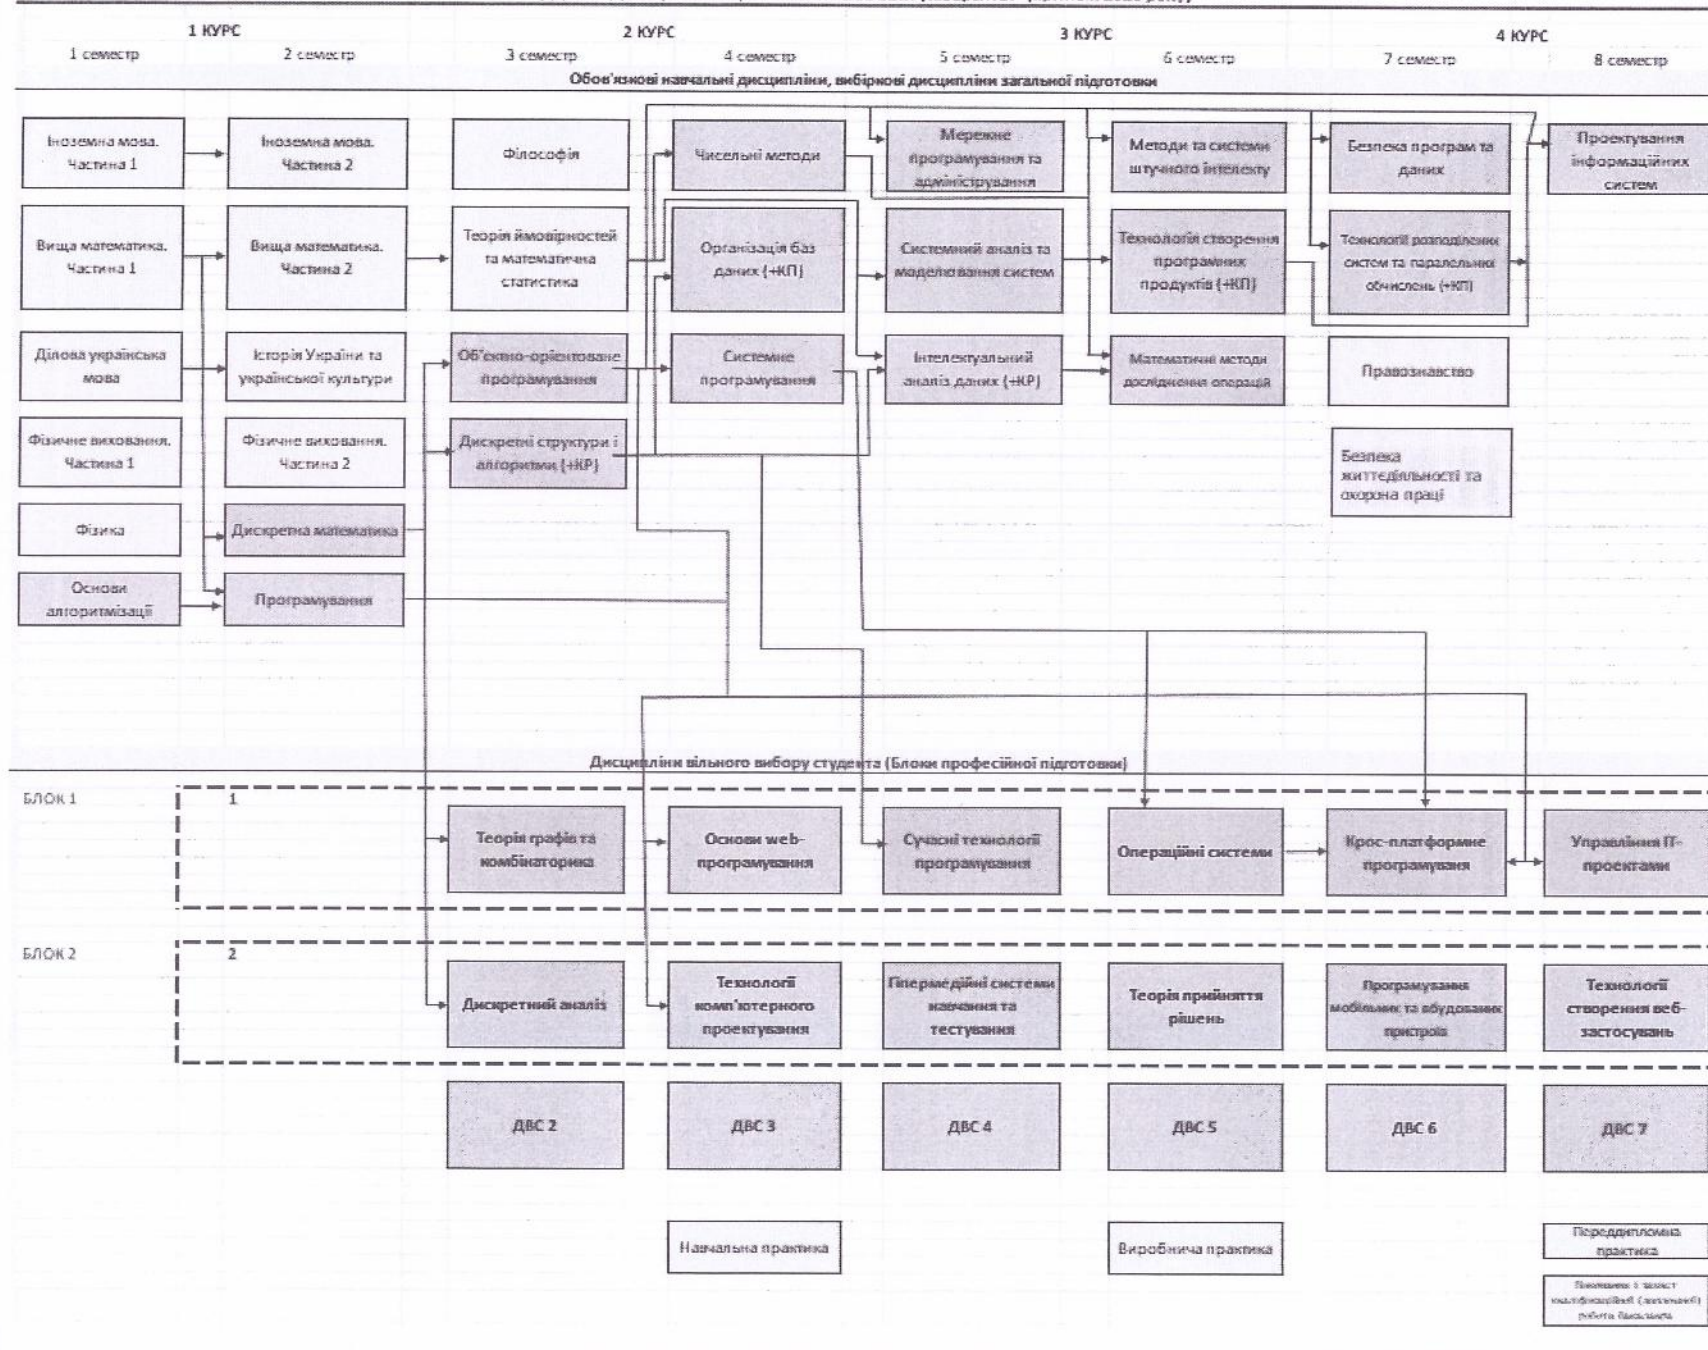 1 КУРС
2 КУРС
3 КУРС
4 КУРС
1 семестр
2 семестр
3 семестр
4 семестр
5 семестр
6 семестр
7 семестр
8 семестр
Обов'язкові навчальні дисципліни, вибіркові дисципліни загальної підготовки
Іноземна мова.
Частина 1
Іноземна мова.
Частина 2
Філософія
Чисельні методи
Мережне
програмування та
адміністрування
Методи та системи
штучного інтелекту
Безпека програм та
даних
Проектування
інформаційних
систем
Вища математика.
Частина 1
Вища математика.
Частина 2
Теорія ймовірностей
та математична
статистика
Організація баз
даних (+КП)
Системний аналіз та
моделювання систем
Технологія створення
програмних
продуктів (+КП)
Технології розподілених
систем та паралельних
обчислень (+КП)
Ділова українська
мова
Історія України та
української культури
Об'єктно-орієнтоване
програмування
Системне
програмування
Інтелектуальний
аналіз даних (+КР)
Математичні методи
дослідження операцій
Правознавство
Фізичне виховання.
Частина 1
Фізичне виховання.
Частина 2
Дискретні структури і
алгоритми (+КР)
Безпека
життєдіяльності та
охорона праці
Фізика
Дискретна математика
Основи
алгоритмізації
Програмування
Дисципліни вільного вибору студента (Блоки професійної підготовки)
БЛОК 1
1
Теорія графів та
комбінаторика
Основи web-
програмування
Сучасні технології
програмування
Операційні системи
Крос-платформне
програмуваня
Управління ІТ-
проектами
БЛОК 2
2
Дискретний аналіз
Технології
комп'ютерного
проектування
Гіпермедійні системи
навчання та
тестування
Теорія прийняття
рішень
Програмування
мобільних та вбудованих
пристроїв
Технології
створення веб-
застосувань
ДВС 2
ДВС 3
ДВС 4
ДВС 5
ДВС 6
ДВС 7
Навчальна практика
Виробнича практика
Переддипломна
практика
кваліфікаційної
робота бакалавра